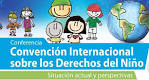 Conferencia
Convención Internacional
sobre los Derechos del Niño
Situación actual y perspectivas